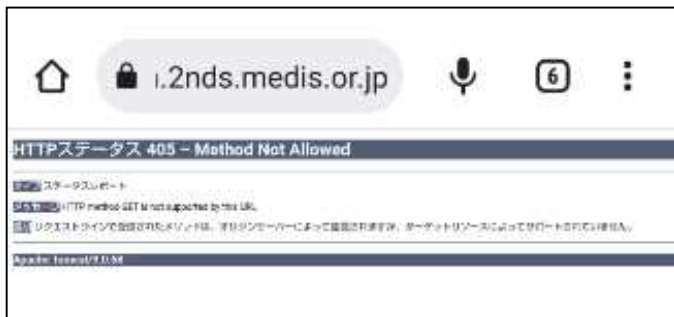 ı.2nds.medis.or.jp
6
HTTPステータス 405 – Method Not Allowed
ステータスレポート
HTTP method GET is not supported by this URL
リクエストラインで受信されたメソッドは、オリジンサーバーによって認識されますが、ターゲットリソースによってサポートされていません。
Apache Tomcat/9.0.64